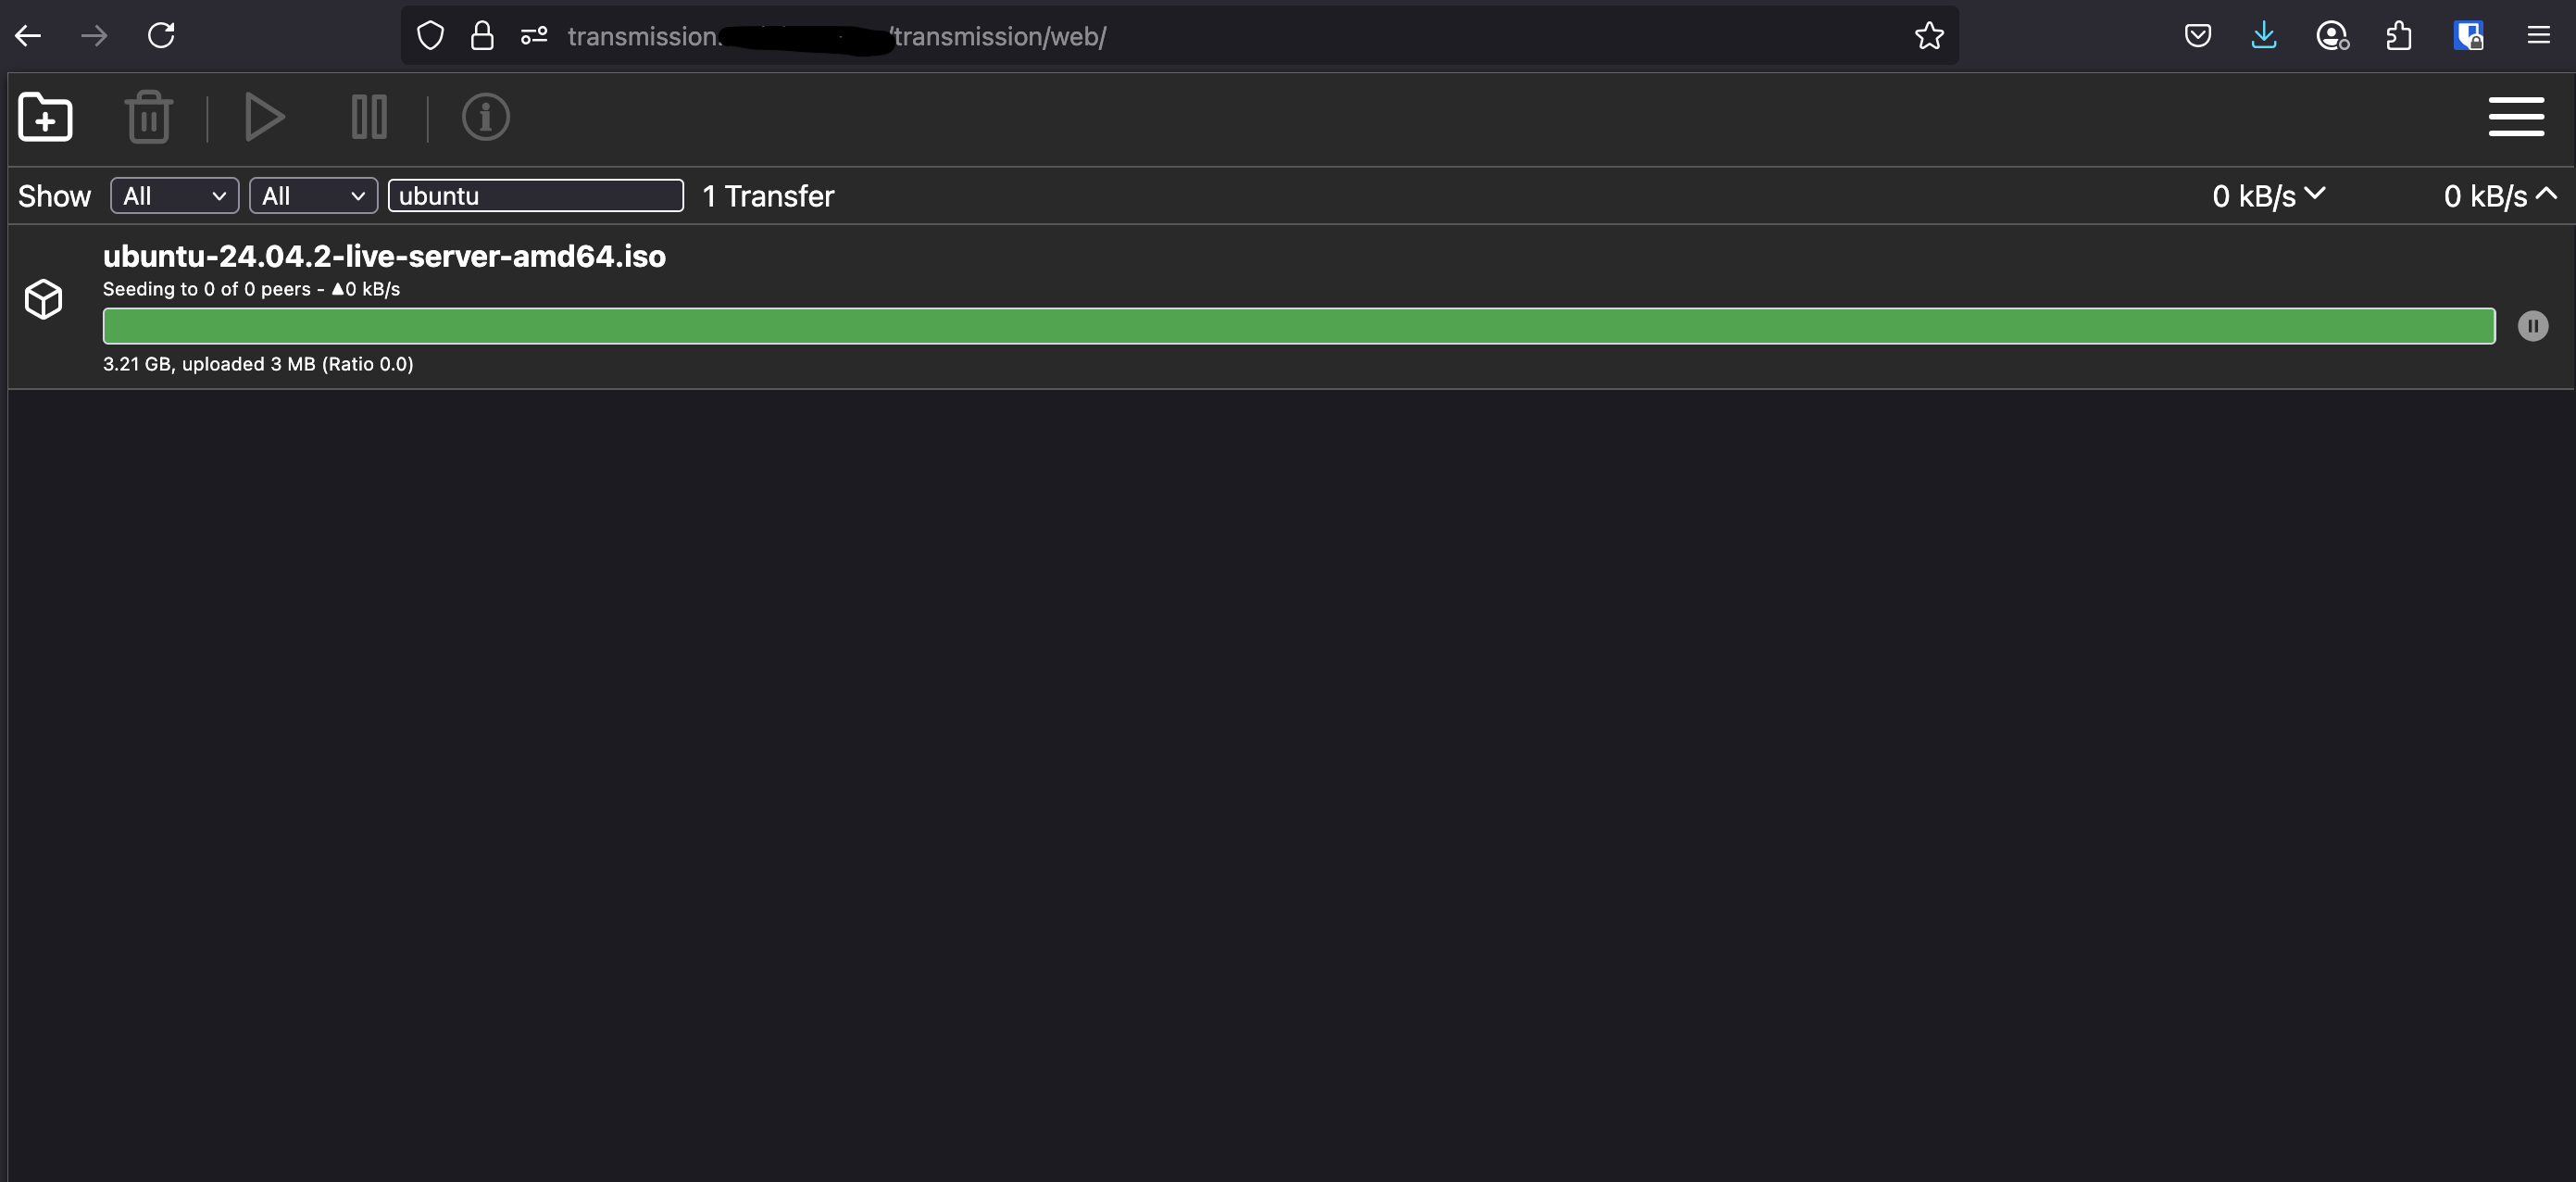 transmission. /transmission/web/
Show All All ubuntu 1 Transfer 0 kB/s 0 kB/s
ubuntu-24.04.2-live-server-amd64.iso
Seeding to 0 of 0 peers - ▲0 kB/s
3.21 GB, uploaded 3 MB (Ratio 0.0)